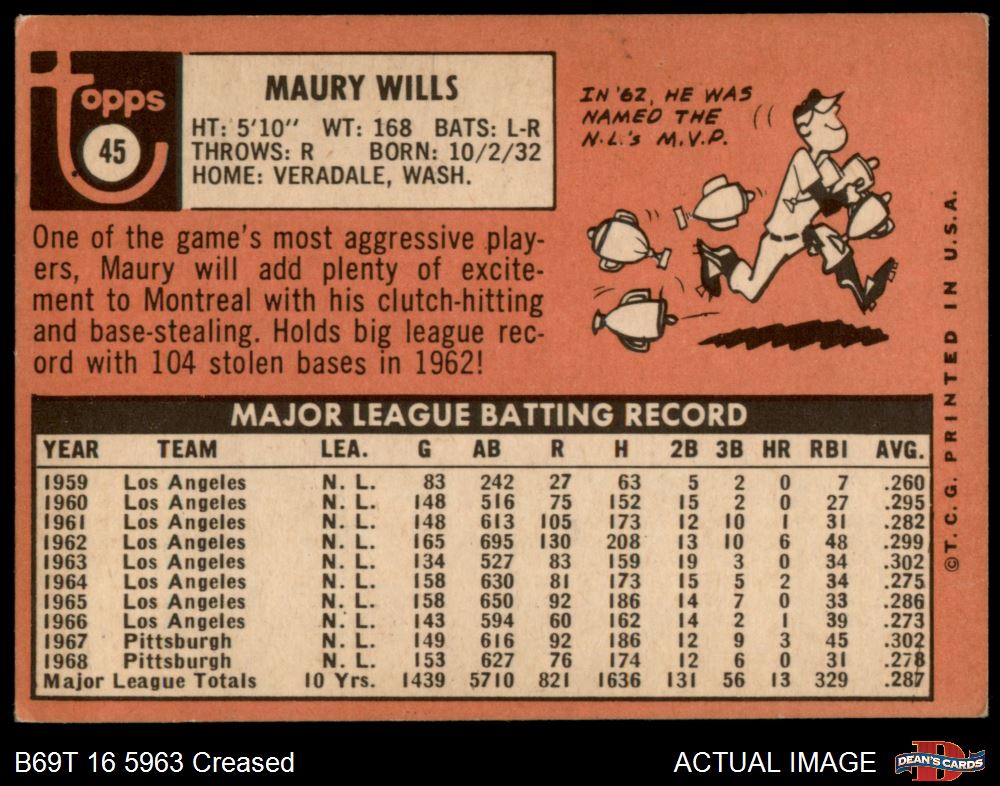 topps
45
MAURY WILLS
HT: 5'10" WT: 168 BATS: L-R
THROWS: R BORN: 10/2/32
HOME: VERADALE, WASH.
IN '62, HE WAS
NAMED THE
N.L.'s M.V.P.
One of the game's most aggressive play-
ers, Maury will add plenty of excite-
ment to Montreal with his clutch-hitting
and base-stealing. Holds big league rec-
ord with 104 stolen bases in 1962!
MAJOR LEAGUE BATTING RECORD
YEAR TEAM LEA. G AB R H 2B 3B HR RBI AVG.
1959 Los Angeles N. L. 83 242 27 63 5 2 0 7 .260
1960 Los Angeles N. L. 148 516 75 152 15 2 0 27 .295
1961 Los Angeles N. L. 148 613 105 173 12 10 1 31 .282
1962 Los Angeles N. L. 165 695 130 208 13 10 6 48 .299
1963 Los Angeles N. L. 134 527 83 159 19 3 0 34 .302
1964 Los Angeles N. L. 158 630 81 173 15 5 2 34 .275
1965 Los Angeles N. L. 158 650 92 186 14 7 0 33 .286
1966 Los Angeles N. L. 143 594 60 162 14 2 1 39 .273
1967 Pittsburgh N. L. 149 616 92 186 12 9 3 45 .302
1968 Pittsburgh N. L. 153 627 76 174 12 6 0 31 .278
Major League Totals 10 Yrs. 1439 5710 821 1636 131 56 13 329 .287
© T. C. G. PRINTED IN U.S.A.
B69T 16 5963 Creased
ACTUAL IMAGE
D
DEAN'S CARDS